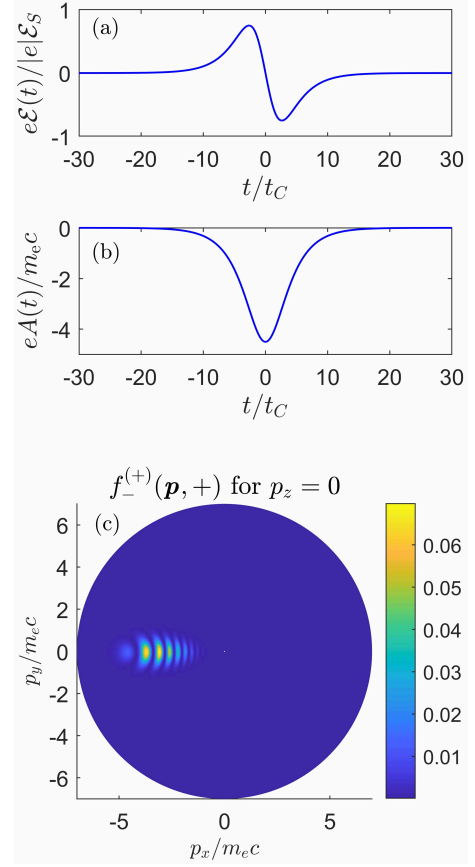 (a)
eℰ(t)/|e|ℰ_S
1
0
-1
-30 -20 -10 0 10 20 30
t/t_C
(b)
eA(t)/m_ec
0
-2
-4
-30 -20 -10 0 10 20 30
t/t_C
f_-^{(+)}(p, +) for p_z = 0
(c)
p_y/m_ec
6
4
2
0
-2
-4
-6
-5 0 5
p_x/m_ec
0.06
0.05
0.04
0.03
0.02
0.01